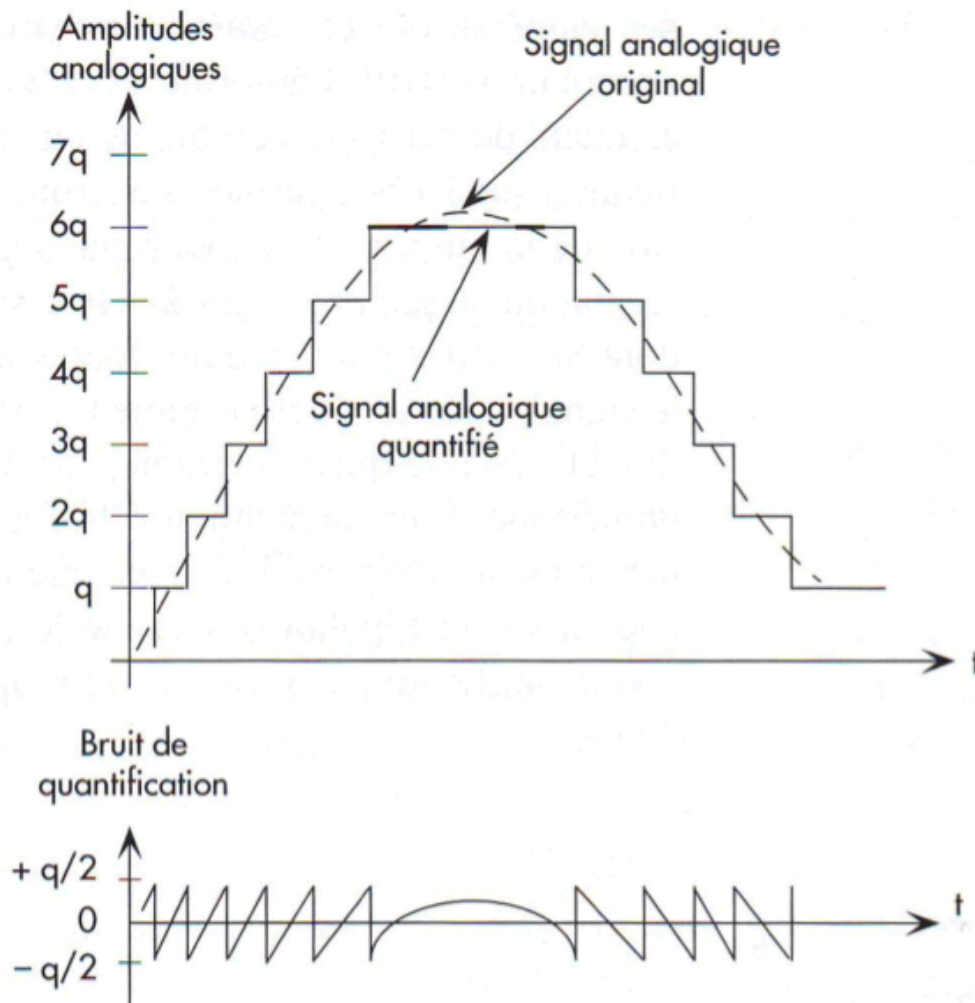 Amplitudes
analogiques
Signal analogique
original
7q
6q
5q
4q
Signal analogique
quantifié
3q
2q
q
t
Bruit de
quantification
+ q/2
t
0
− q/2